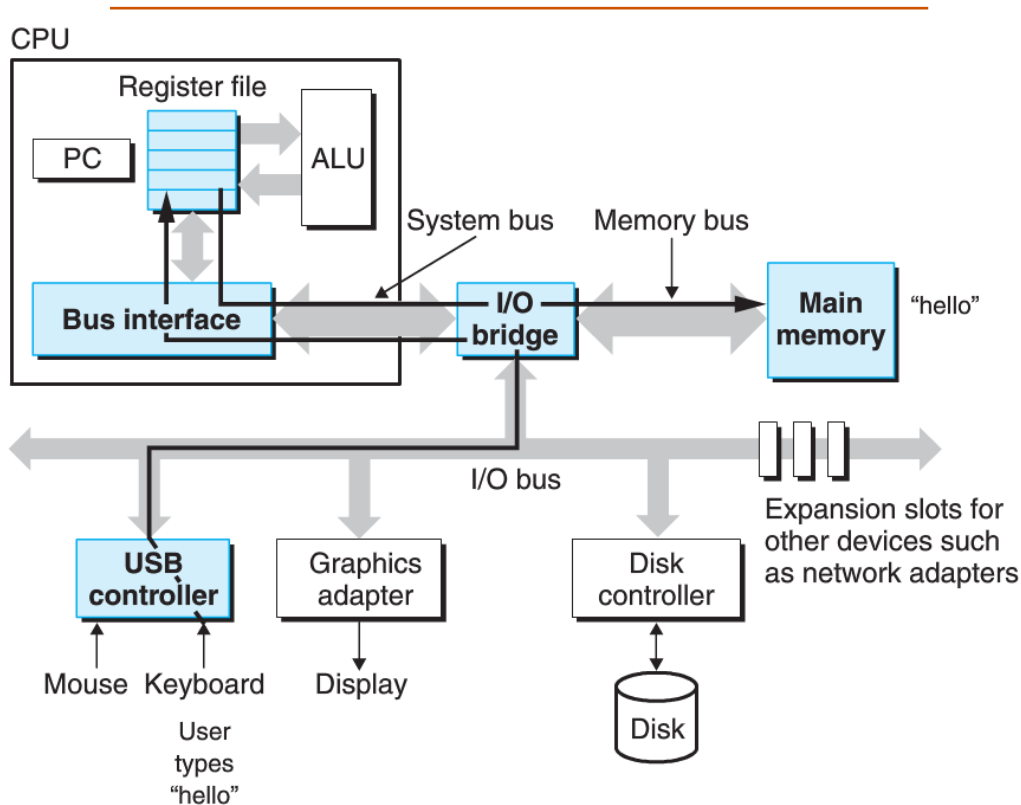 CPU
Register file
PC
ALU
System bus
Memory bus
Bus interface
I/O
bridge
Main
memory
“hello”
I/O bus
Expansion slots for
other devices such
as network adapters
USB
controller
Graphics
adapter
Disk
controller
Mouse
Keyboard
Display
Disk
User
types
“hello”